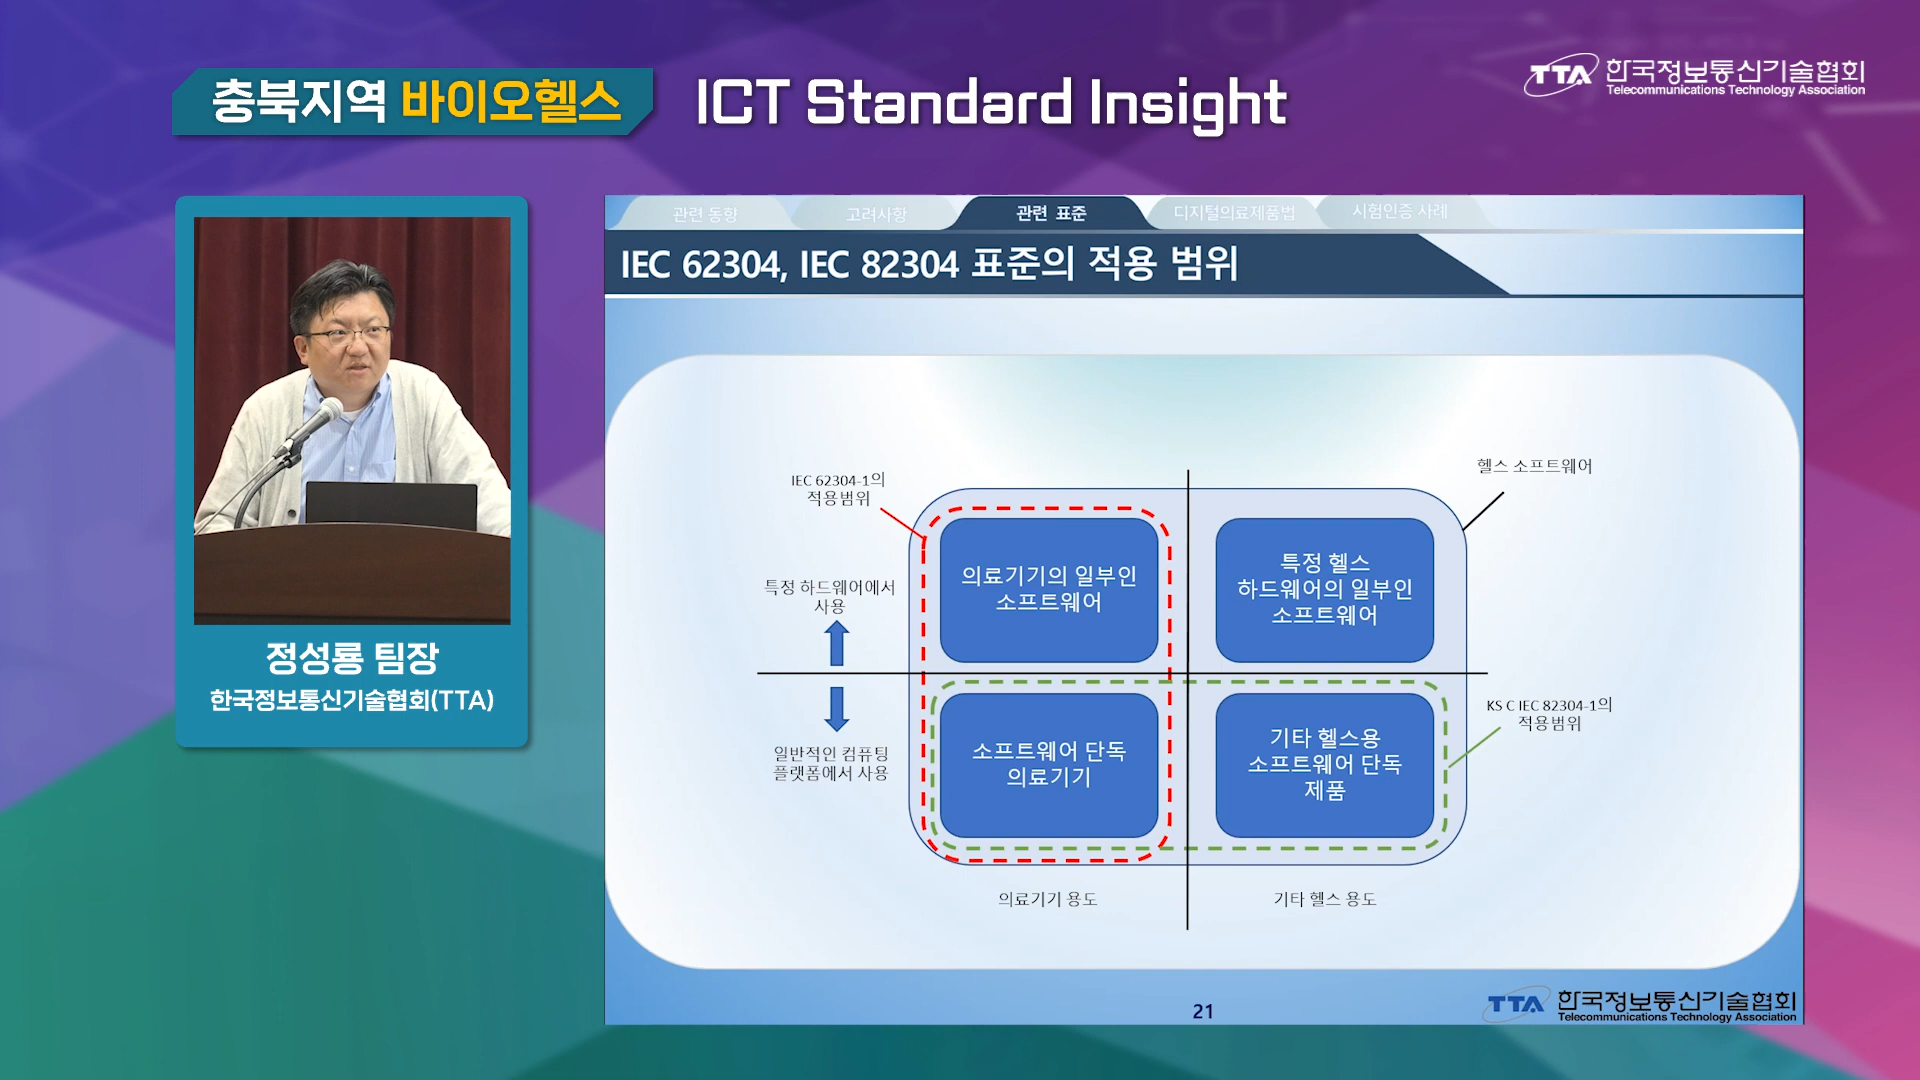 충북지역 바이오헬스 ICT Standard Insight
TTA 한국정보통신기술협회
Telecommunications Technology Association
정성룡 팀장
한국정보통신기술협회(TTA)
관련 동향
고려사항
관련 표준
디지털의료제품법
시험인증 사례
IEC 62304, IEC 82304 표준의 적용 범위
IEC 62304-1의
적용범위
헬스 소프트웨어
특정 하드웨어에서
사용
일반적인 컴퓨팅
플랫폼에서 사용
의료기기의 일부인
소프트웨어
특정 헬스
하드웨어의 일부인
소프트웨어
소프트웨어 단독
의료기기
기타 헬스용
소프트웨어 단독
제품
KS C IEC 82304-1의
적용범위
의료기기 용도
기타 헬스 용도
21
TTA 한국정보통신기술협회
Telecommunications Technology Association